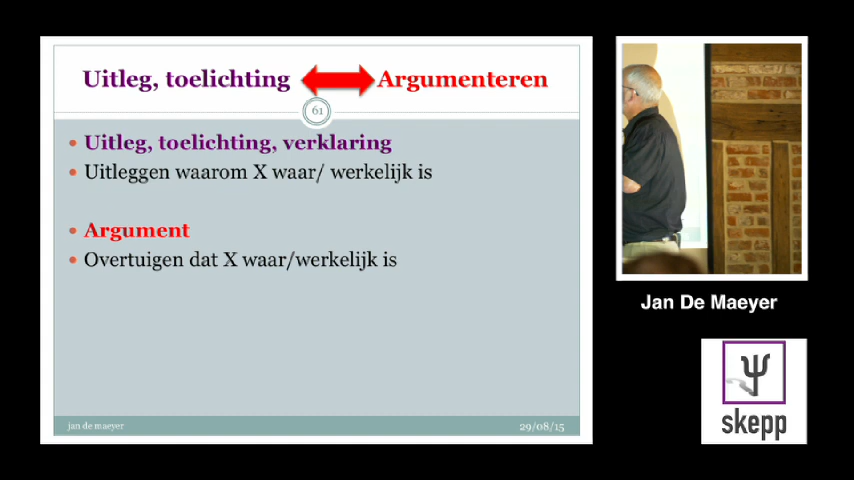 Uitleg, toelichting Argumenteren
61
Uitleg, toelichting, verklaring
Uitleggen waarom X waar/ werkelijk is
Argument
Overtuigen dat X waar/werkelijk is
jan de maeyer
29/08/15
Jan De Maeyer
skepp